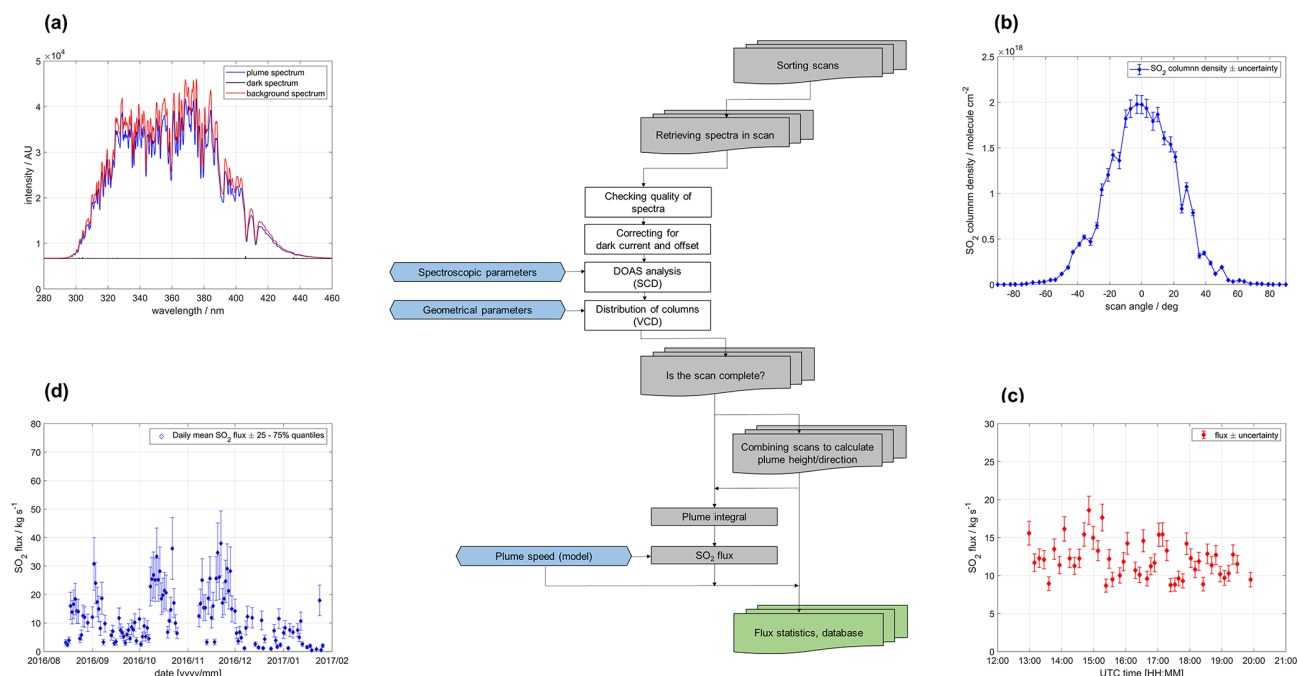 (a)
×10⁴
5
4
3
2
1
0
intensity / AU
plume spectrum
dark spectrum
background spectrum
280 300 320 340 360 380 400 420 440 460
wavelength / nm
Sorting scans
Retrieving spectra in scan
Checking quality of
spectra
Correcting for
dark current and offset
Spectroscopic parameters
DOAS analysis
(SCD)
Geometrical parameters
Distribution of columns
(VCD)
Is the scan complete?
Combining scans to calculate
plume height/direction
Plume integral
Plume speed (model)
SO₂ flux
Flux statistics, database
(b)
×10¹⁸
2.5
2
1.5
1
0.5
0
SO₂ columnn density / molecule cm⁻²
SO₂ columnn density ± uncertainty
-80 -60 -40 -20 0 20 40 60 80
scan angle / deg
(d)
80
70
60
50
40
30
20
10
0
SO₂ flux / kg s⁻¹
Daily mean SO₂ flux ± 25 - 75% quantiles
2016/08 2016/09 2016/10 2016/11 2016/12 2017/01 2017/02
date [yyyy/mm]
(c)
30
25
20
15
10
5
0
SO₂ flux / kg s⁻¹
flux ± uncertainty
12:00 13:00 14:00 15:00 16:00 17:00 18:00 19:00 20:00 21:00
UTC time [HH:MM]